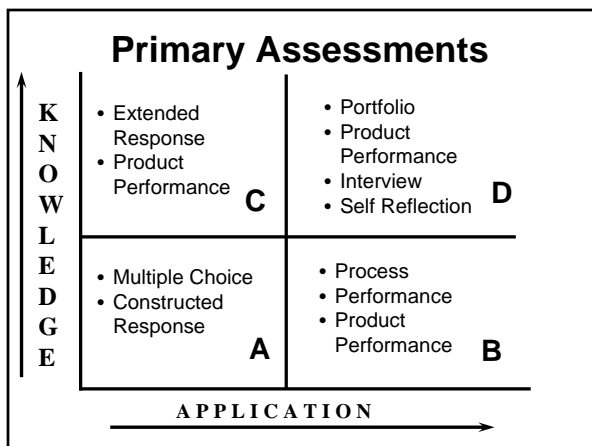 Primary Assessments
K
N
O
W
L
E
D
G
E
• Extended
Response
• Product
Performance
C
• Portfolio
• Product
Performance
• Interview
• Self Reflection
D
• Multiple Choice
• Constructed
Response
A
• Process
• Performance
• Product
Performance
B
APPLICATION